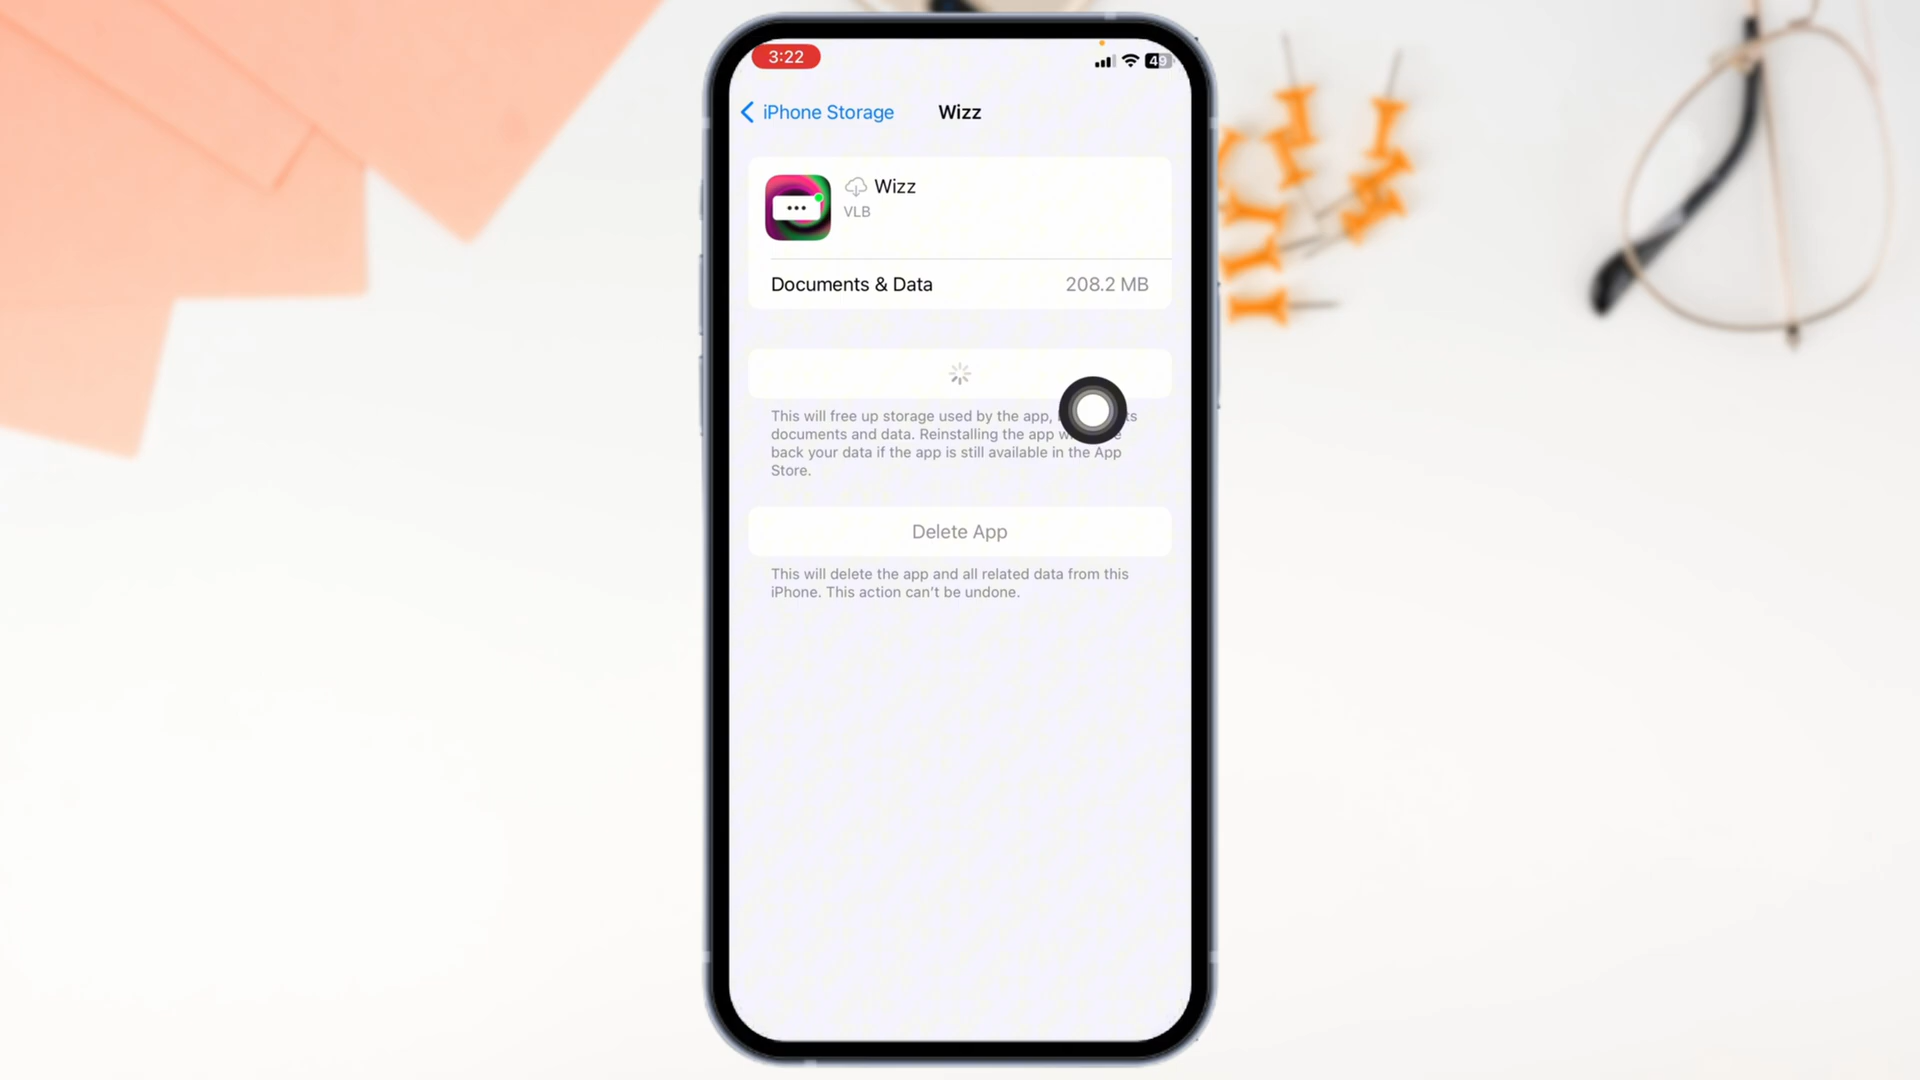 3:22
49
iPhone Storage
Wizz
Wizz
VLB
Documents & Data
208.2 MB
This will free up storage used by the app,
documents and data. Reinstalling the app
back your data if the app is still available in the App
Store.
Delete App
This will delete the app and all related data from this
iPhone. This action can't be undone.